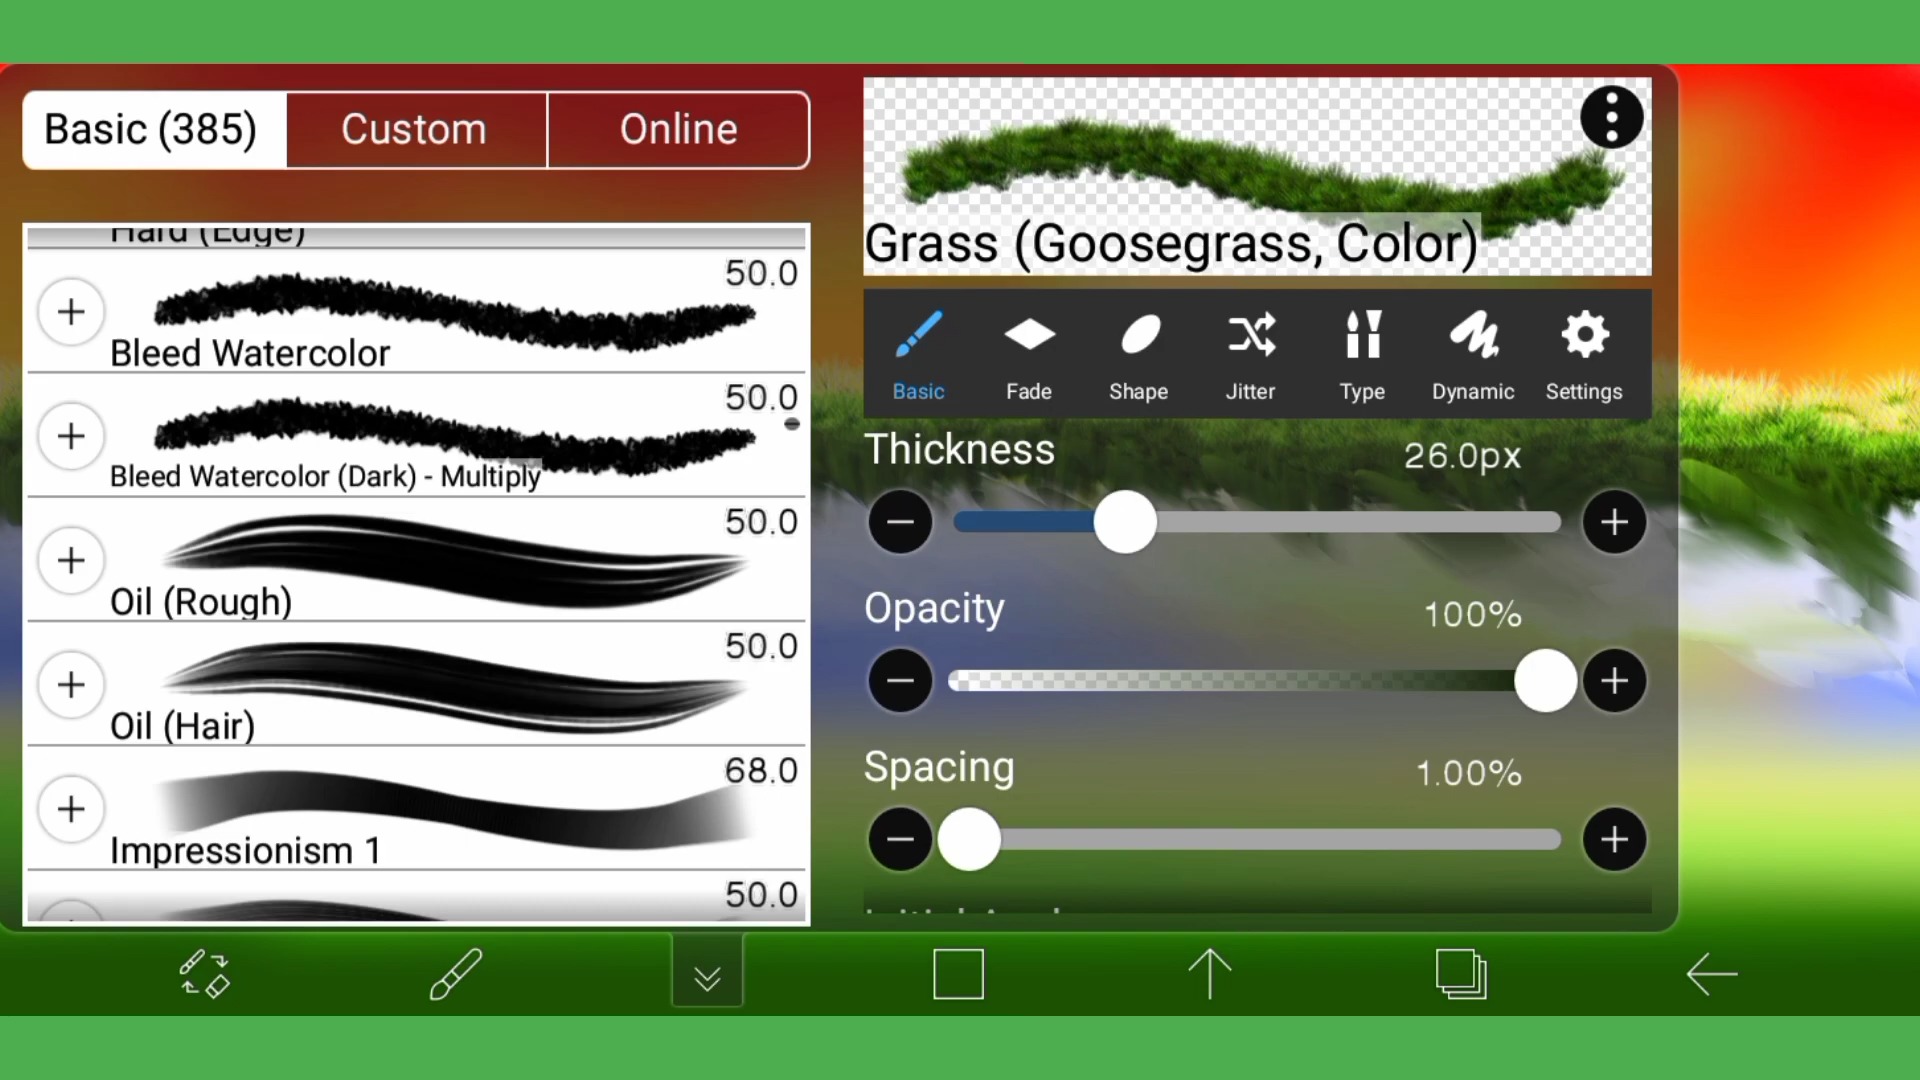 Basic (385)
Custom
Online
Hard (Edge)
50.0
Bleed Watercolor
50.0
Bleed Watercolor (Dark) - Multiply
50.0
Oil (Rough)
50.0
Oil (Hair)
68.0
Impressionism 1
50.0
Grass (Goosegrass, Color)
Basic
Fade
Shape
Jitter
Type
Dynamic
Settings
Thickness
26.0px
Opacity
100%
Spacing
1.00%